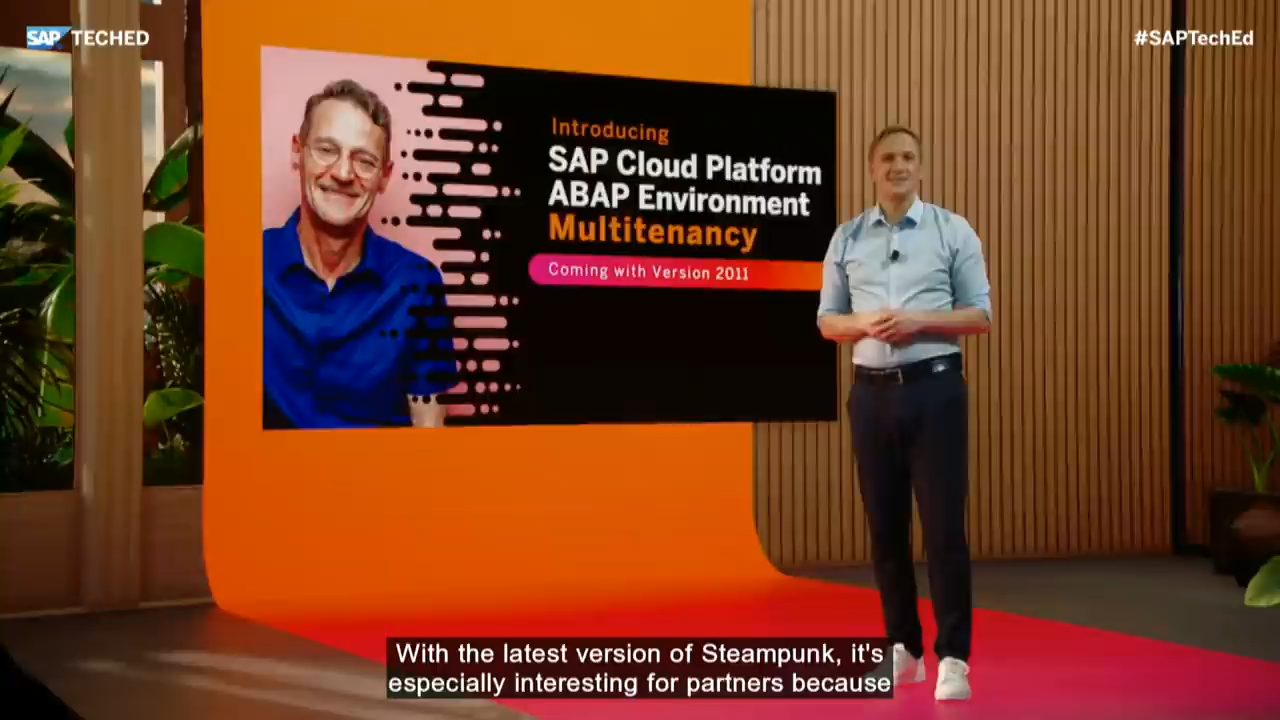 SAP TECHED
#SAPTechEd
Introducing
SAP Cloud Platform
ABAP Environment
Multitenancy
Coming with Version 2011
With the latest version of Steampunk, it's
especially interesting for partners because